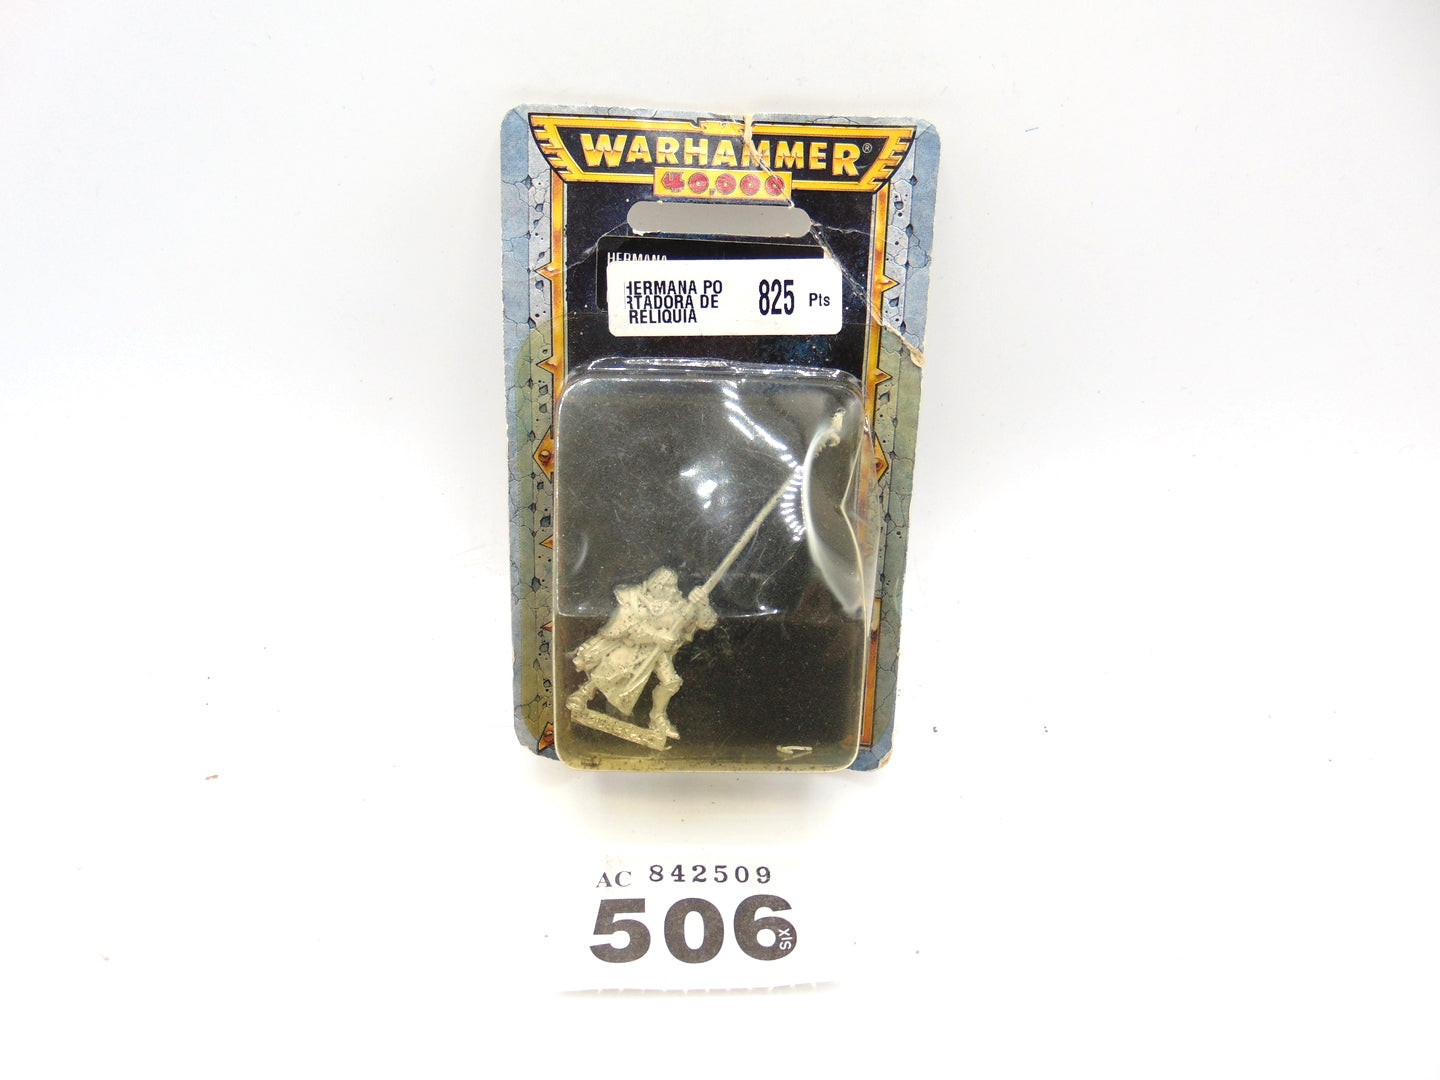 WARHAMMER®
40,000
HERMANA
HERMANA PO
RTADORA DE
RELIQUIA
825 Pts
AC 842509
506
SIX